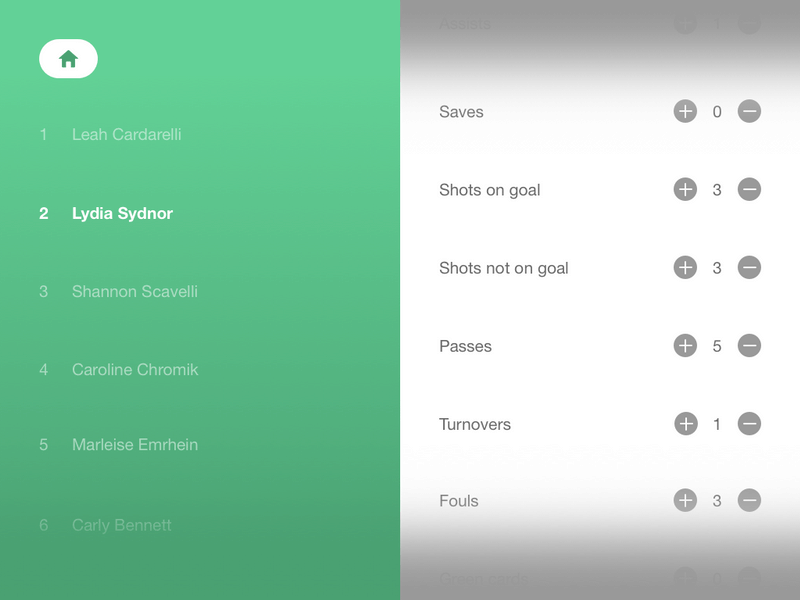 1 Leah Cardarelli
2 Lydia Sydnor
3 Shannon Scavelli
4 Caroline Chromik
5 Marleise Emrhein
6 Carly Bennett
Assists 1
Saves 0
Shots on goal 3
Shots not on goal 3
Passes 5
Turnovers 1
Fouls 3
Green cards 0